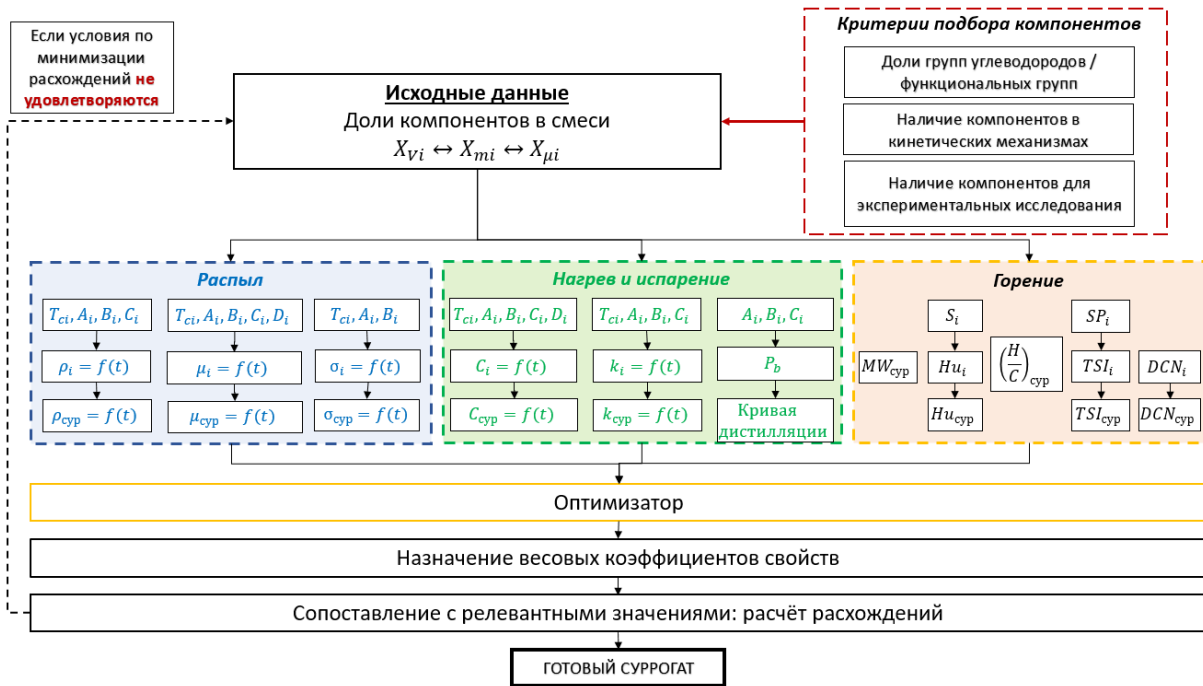 Если условия по
минимизации
расхождений не
удовлетворяются
Критерии подбора компонентов
Доли групп углеводородов /
функциональных групп
Наличие компонентов в
кинетических механизмах
Наличие компонентов для
экспериментальных исследования
Исходные данные
Доли компонентов в смеси
X_Vi ↔ X_mi ↔ X_μi
Распыл
T_ci, A_i, B_i, C_i
T_ci, A_i, B_i, C_i, D_i
T_ci, A_i, B_i
ρ_i = f(t)
μ_i = f(t)
σ_i = f(t)
ρ_сур = f(t)
μ_сур = f(t)
σ_сур = f(t)
Нагрев и испарение
T_ci, A_i, B_i, C_i, D_i
T_ci, A_i, B_i, C_i
A_i, B_i, C_i
C_i = f(t)
k_i = f(t)
P_b
C_сур = f(t)
k_сур = f(t)
Кривая
дистилляции
Горение
S_i
SP_i
MW_сур
Hu_i
(H/C)_сур
TSI_i
DCN_i
Hu_сур
TSI_сур
DCN_сур
Оптимизатор
Назначение весовых коэффициентов свойств
Сопоставление с релевантными значениями: расчёт расхождений
ГОТОВЫЙ СУРРОГАТ